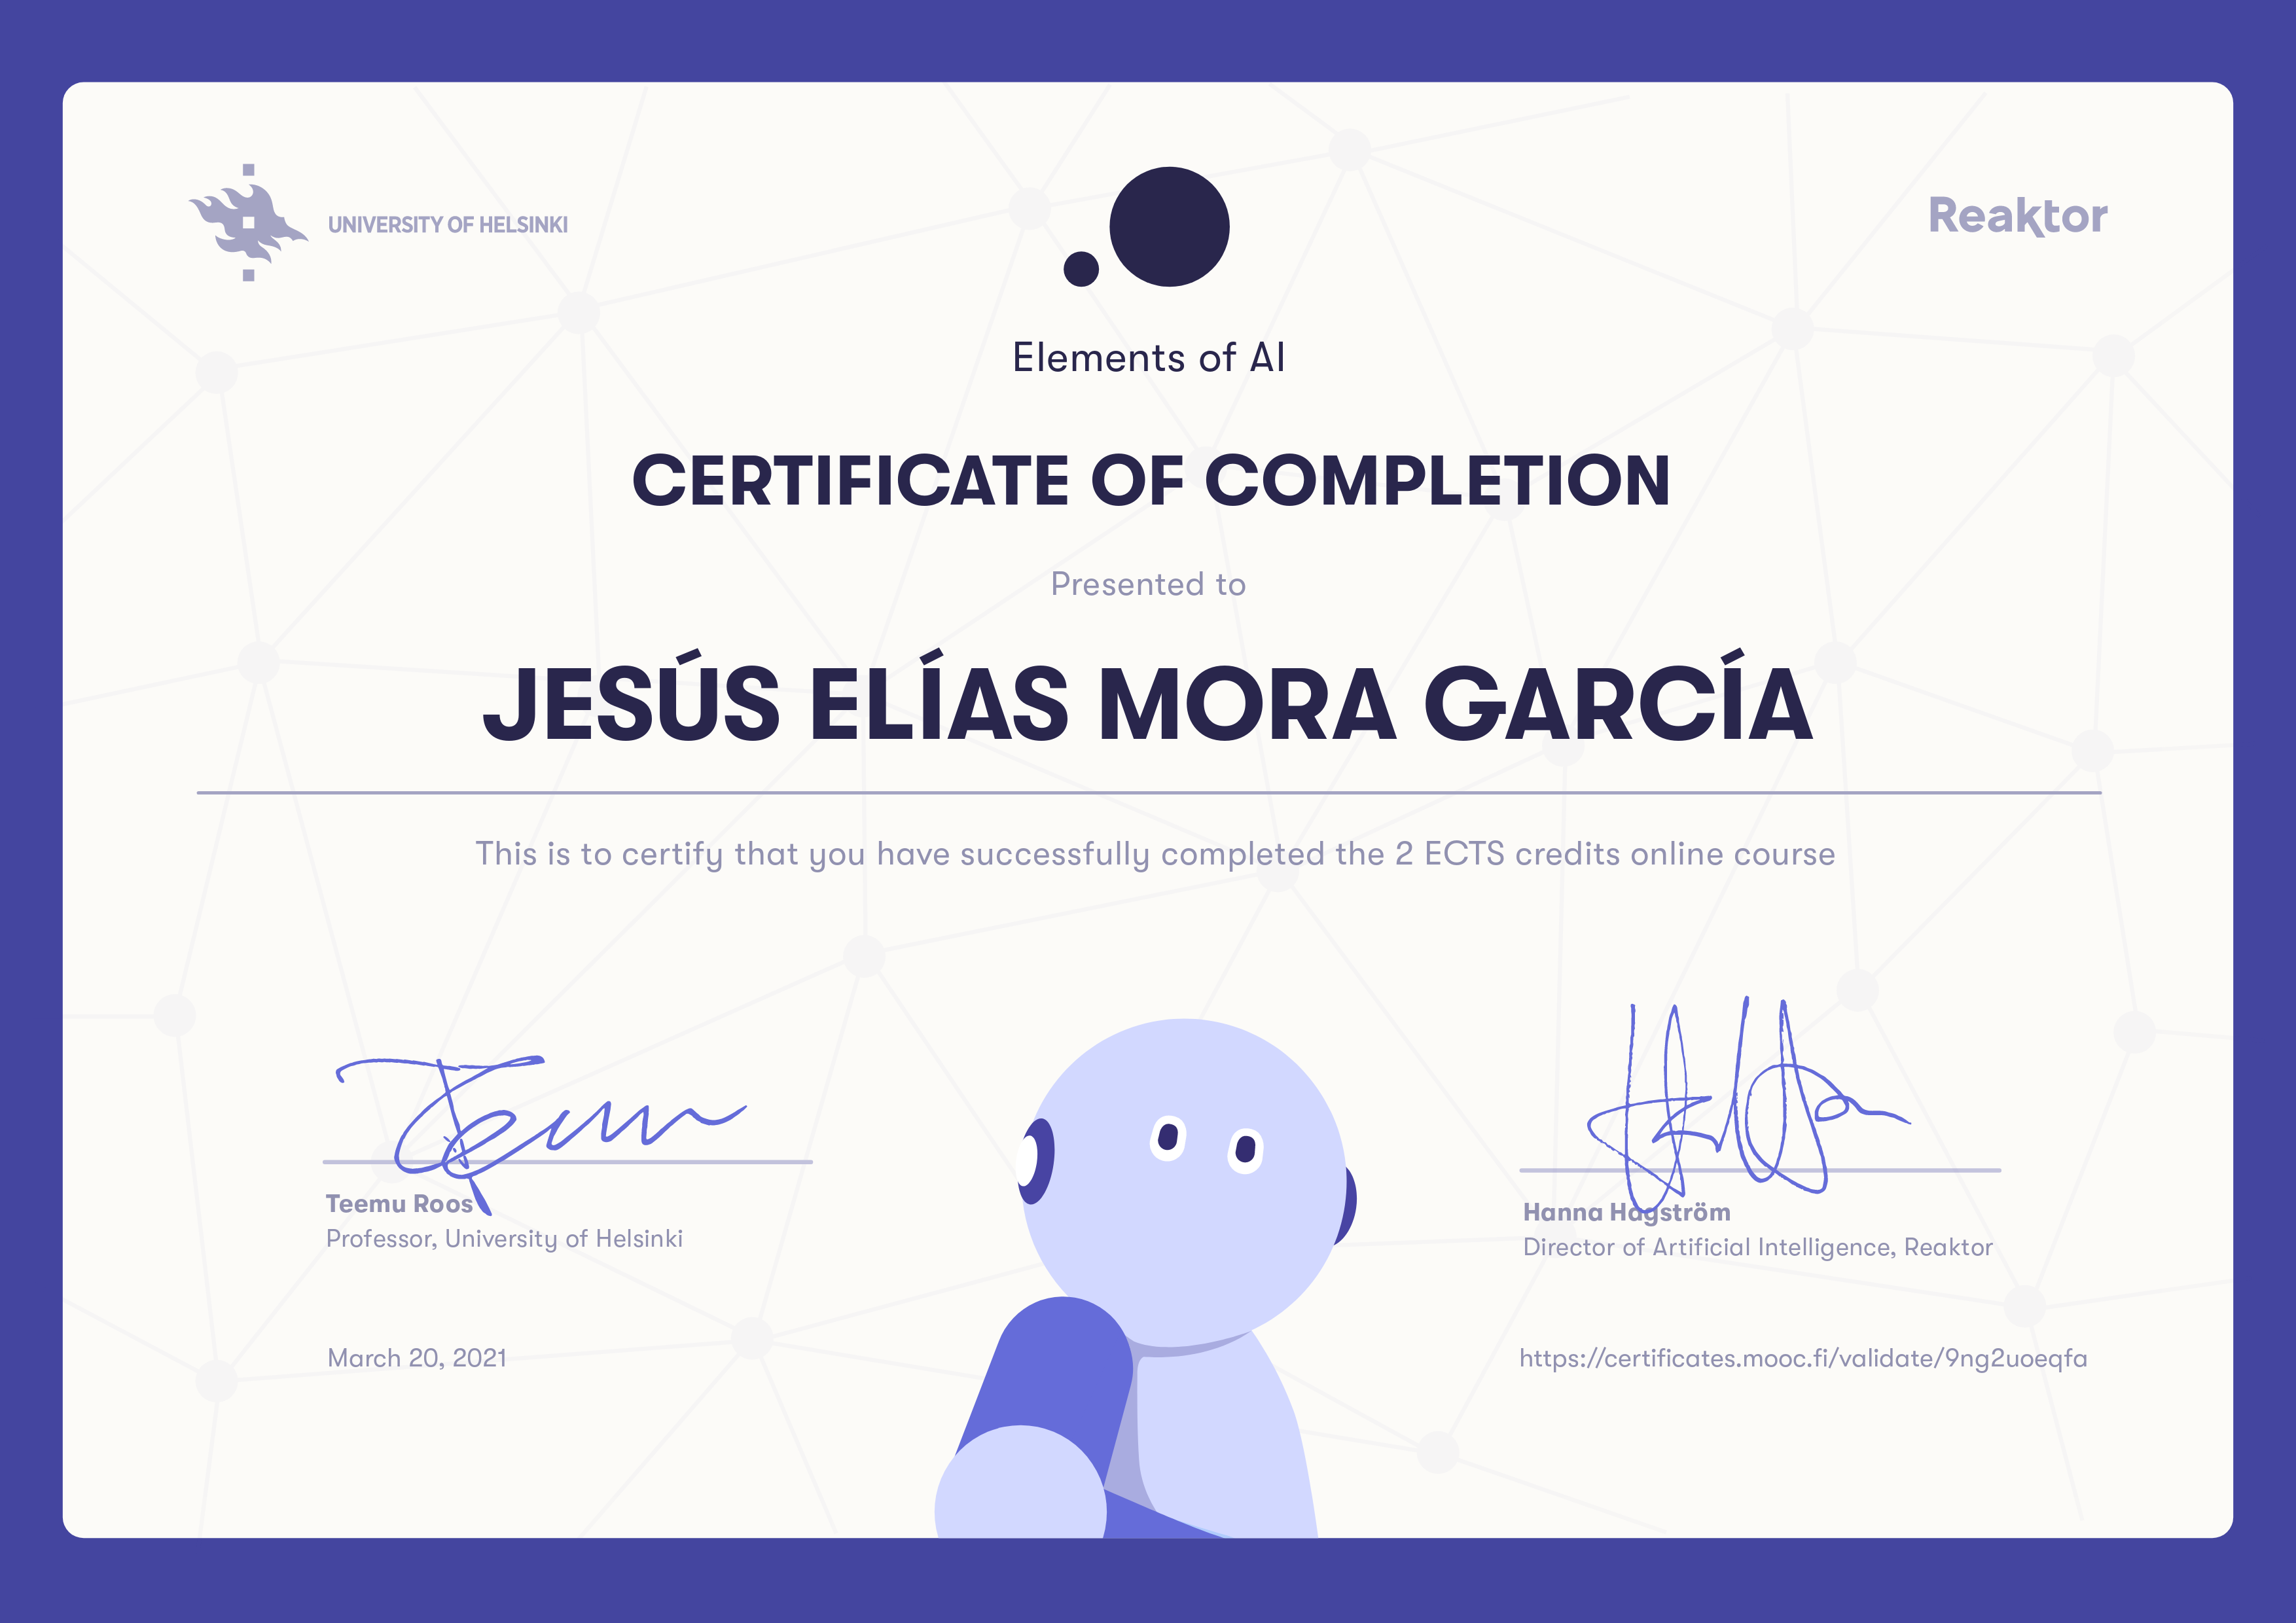 UNIVERSITY OF HELSINKI
Reaktor
Elements of AI
CERTIFICATE OF COMPLETION
Presented to
JESÚS ELÍAS MORA GARCÍA
This is to certify that you have successfully completed the 2 ECTS credits online course
Teemu Roos
Professor, University of Helsinki
Hanna Hagström
Director of Artificial Intelligence, Reaktor
March 20, 2021
https://certificates.mooc.fi/validate/9ng2uoeqfa